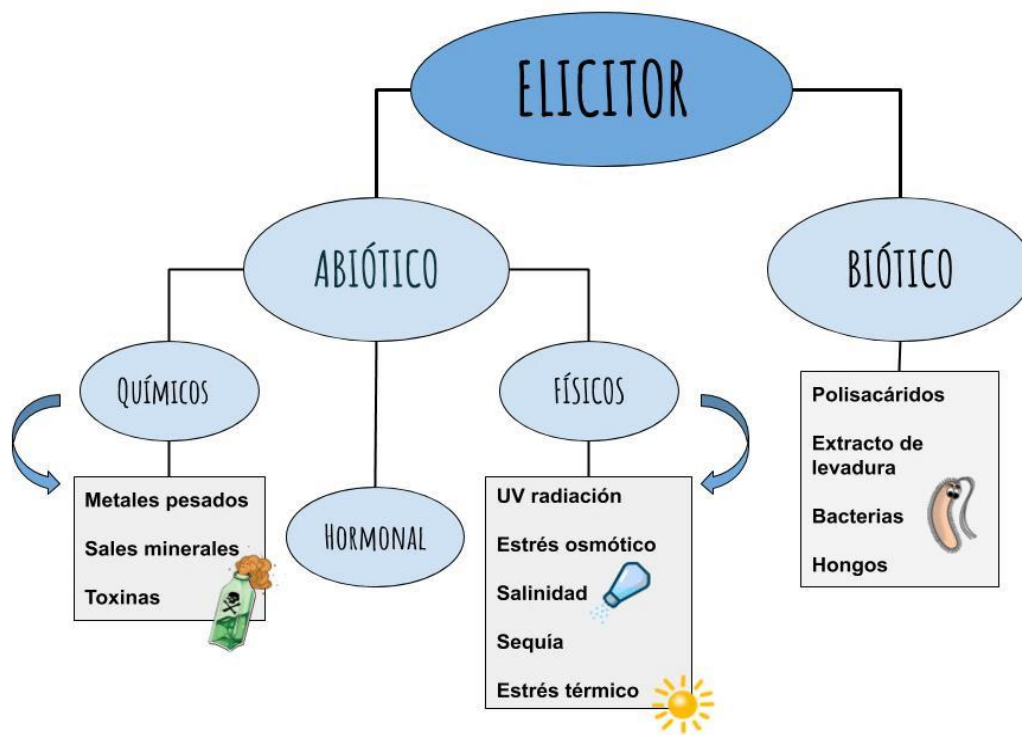 ELICITOR
ABIÓTICO
BIÓTICO
QUÍMICOS
FÍSICOS
HORMONAL
Metales pesados
Sales minerales
Toxinas
UV radiación
Estrés osmótico
Salinidad
Sequía
Estrés térmico
Polisacáridos
Extracto de
levadura
Bacterias
Hongos